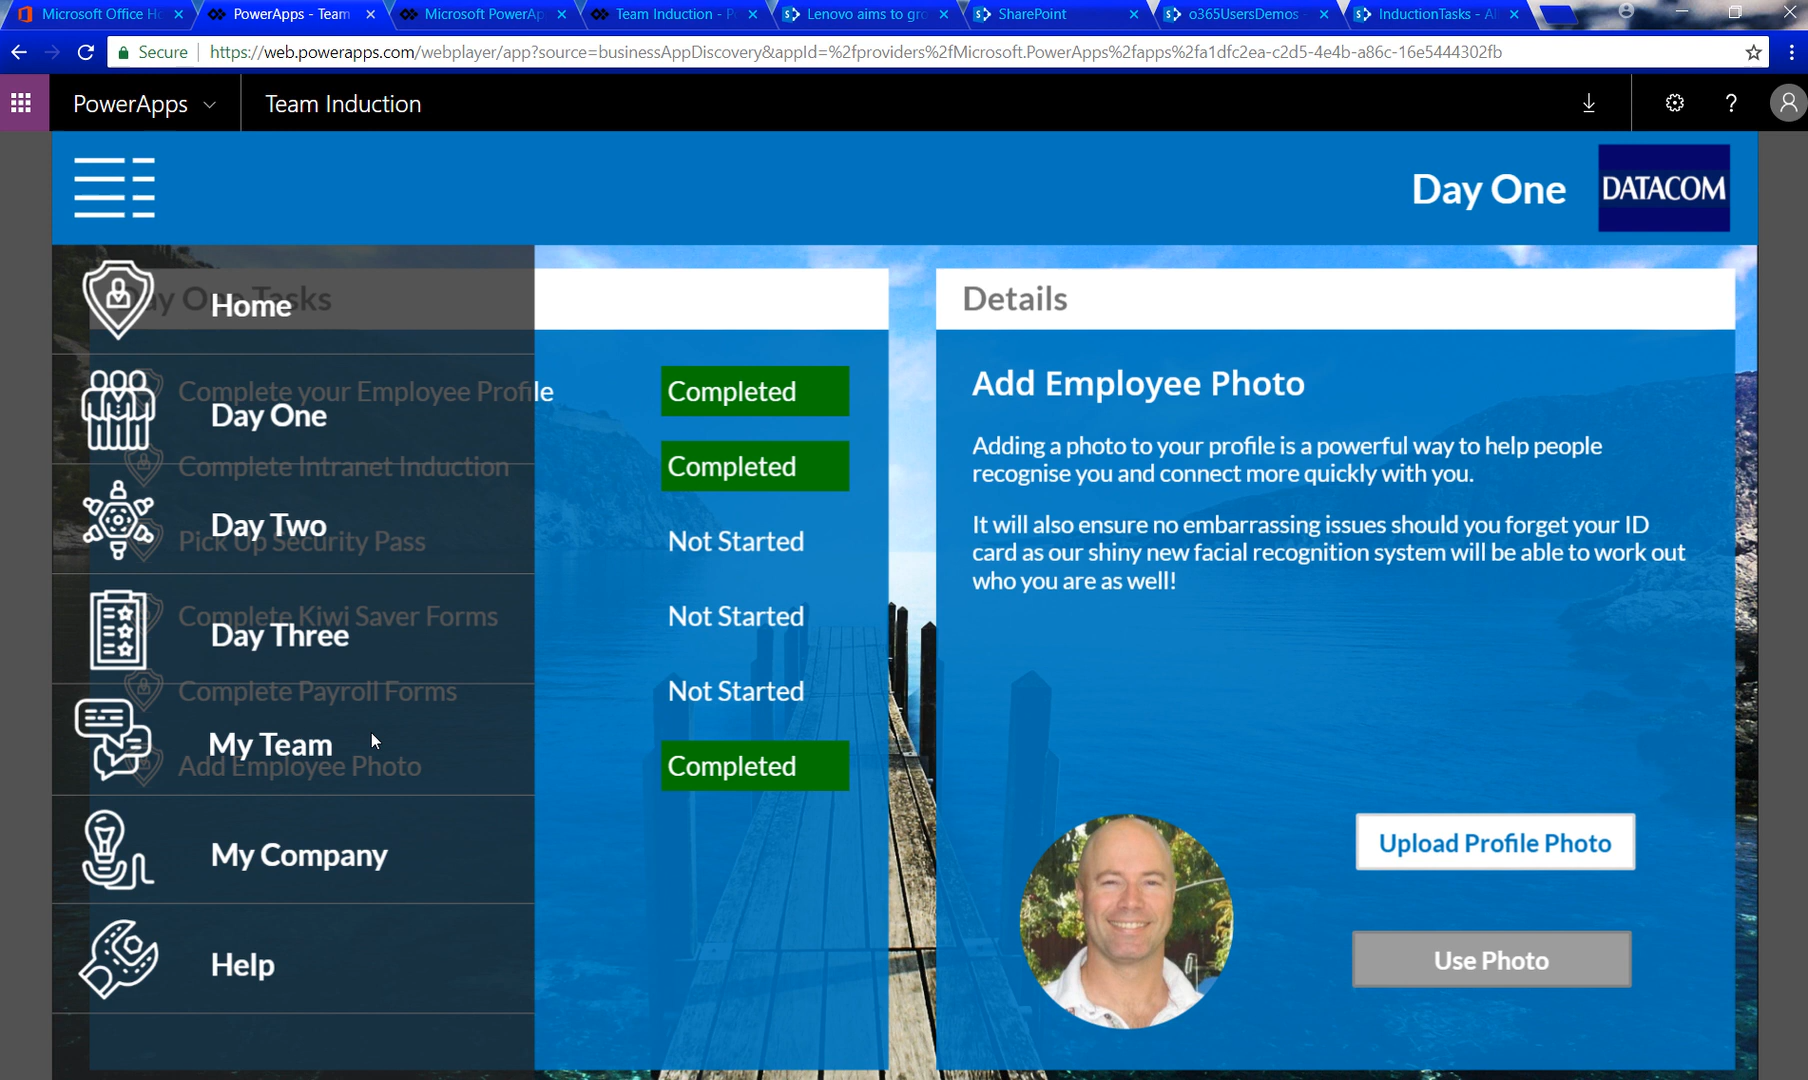 Microsoft Office Ho
PowerApps - Team
Microsoft PowerAp
Team Induction - P
Lenovo aims to gro
SharePoint
o365UsersDemos -
InductionTasks - Al
Secure
https://web.powerapps.com/webplayer/app?source=businessAppDiscovery&appId=%2fproviders%2fMicrosoft.PowerApps%2fapps%2fa1dfc2ea-c2d5-4e4b-a86c-16e5444302fb
PowerApps
Team Induction
?
Day One
DATACOM
Home
Day One
Day Two
Day Three
My Team
My Company
Help
Day One Tasks
Complete your Employee Profile
Completed
Complete Intranet Induction
Completed
Pick Up Security Pass
Not Started
Complete Kiwi Saver Forms
Not Started
Complete Payroll Forms
Not Started
Add Employee Photo
Completed
Details
Add Employee Photo
Adding a photo to your profile is a powerful way to help people
recognise you and connect more quickly with you.
It will also ensure no embarrassing issues should you forget your ID
card as our shiny new facial recognition system will be able to work out
who you are as well!
Upload Profile Photo
Use Photo